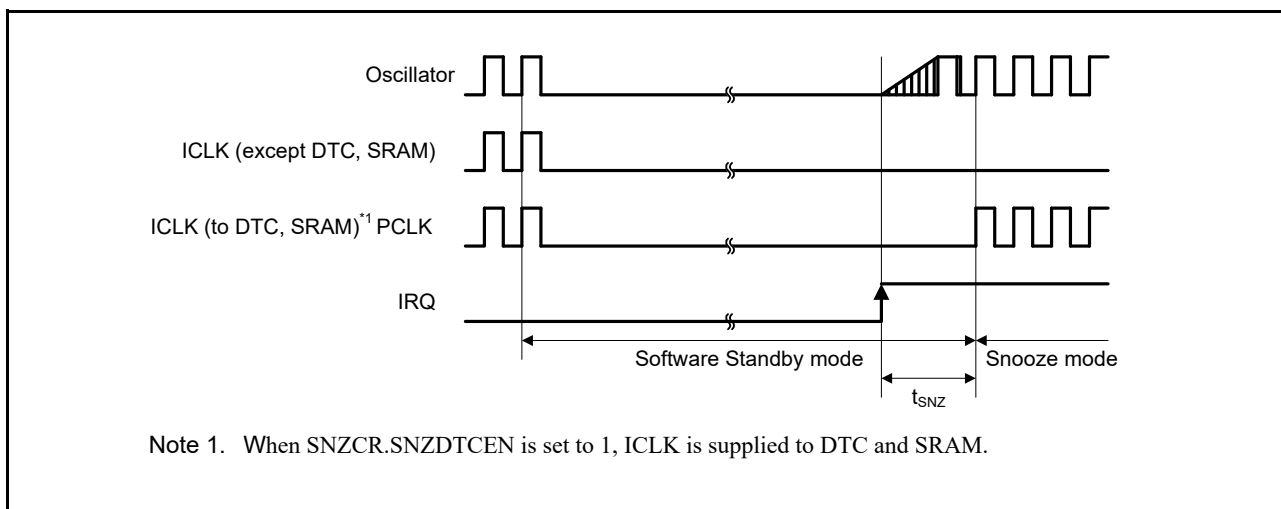 Oscillator
ICLK (except DTC, SRAM)
ICLK (to DTC, SRAM)*1 PCLK
IRQ
Software Standby mode
Snooze mode
tSNZ
Note 1. When SNZCR.SNZDTCEN is set to 1, ICLK is supplied to DTC and SRAM.